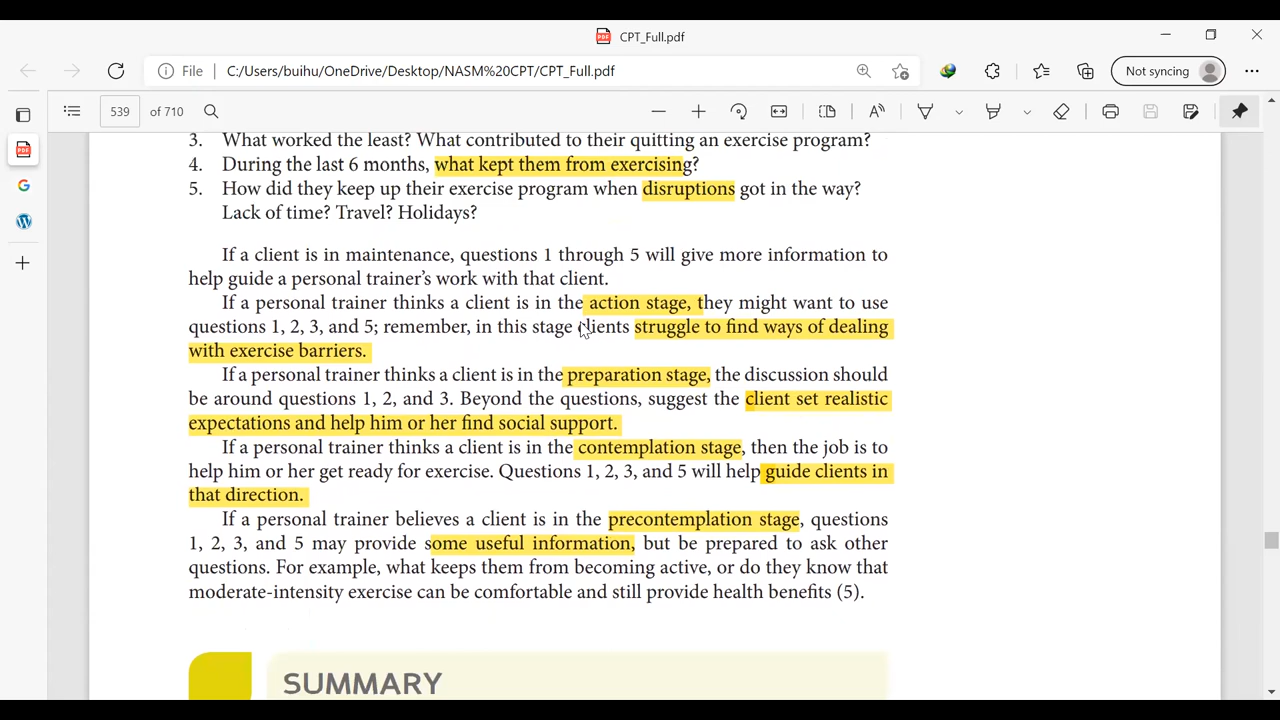 CPT_Full.pdf
File C:/Users/buihu/OneDrive/Desktop/NASM%20CPT/CPT_Full.pdf
Not syncing
539 of 710
3. What worked the least? What contributed to their quitting an exercise program?
4. During the last 6 months, what kept them from exercising?
5. How did they keep up their exercise program when disruptions got in the way?
Lack of time? Travel? Holidays?
If a client is in maintenance, questions 1 through 5 will give more information to
help guide a personal trainer's work with that client.
If a personal trainer thinks a client is in the action stage, they might want to use
questions 1, 2, 3, and 5; remember, in this stage clients struggle to find ways of dealing
with exercise barriers.
If a personal trainer thinks a client is in the preparation stage, the discussion should
be around questions 1, 2, and 3. Beyond the questions, suggest the client set realistic
expectations and help him or her find social support.
If a personal trainer thinks a client is in the contemplation stage, then the job is to
help him or her get ready for exercise. Questions 1, 2, 3, and 5 will help guide clients in
that direction.
If a personal trainer believes a client is in the precontemplation stage, questions
1, 2, 3, and 5 may provide some useful information, but be prepared to ask other
questions. For example, what keeps them from becoming active, or do they know that
moderate-intensity exercise can be comfortable and still provide health benefits (5).
SUMMARY